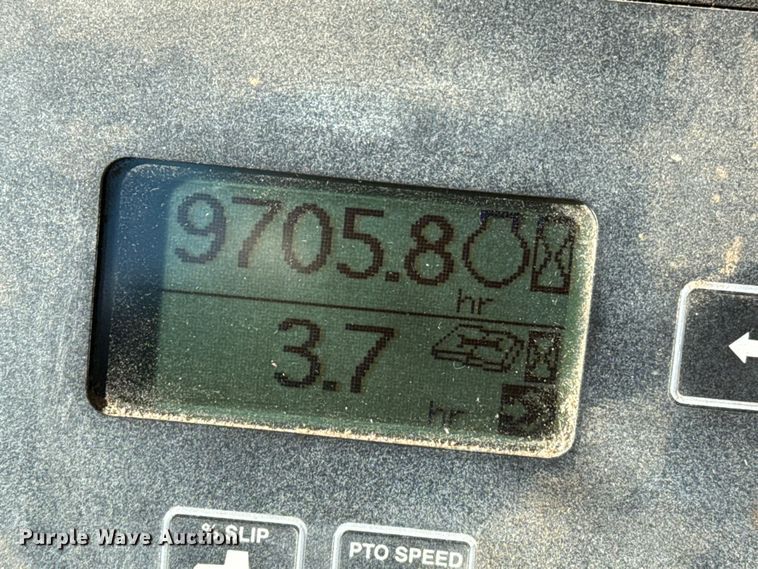 9705.8
hr
3.7
hr
% SLIP
PTO SPEED
Purple Wave Auction